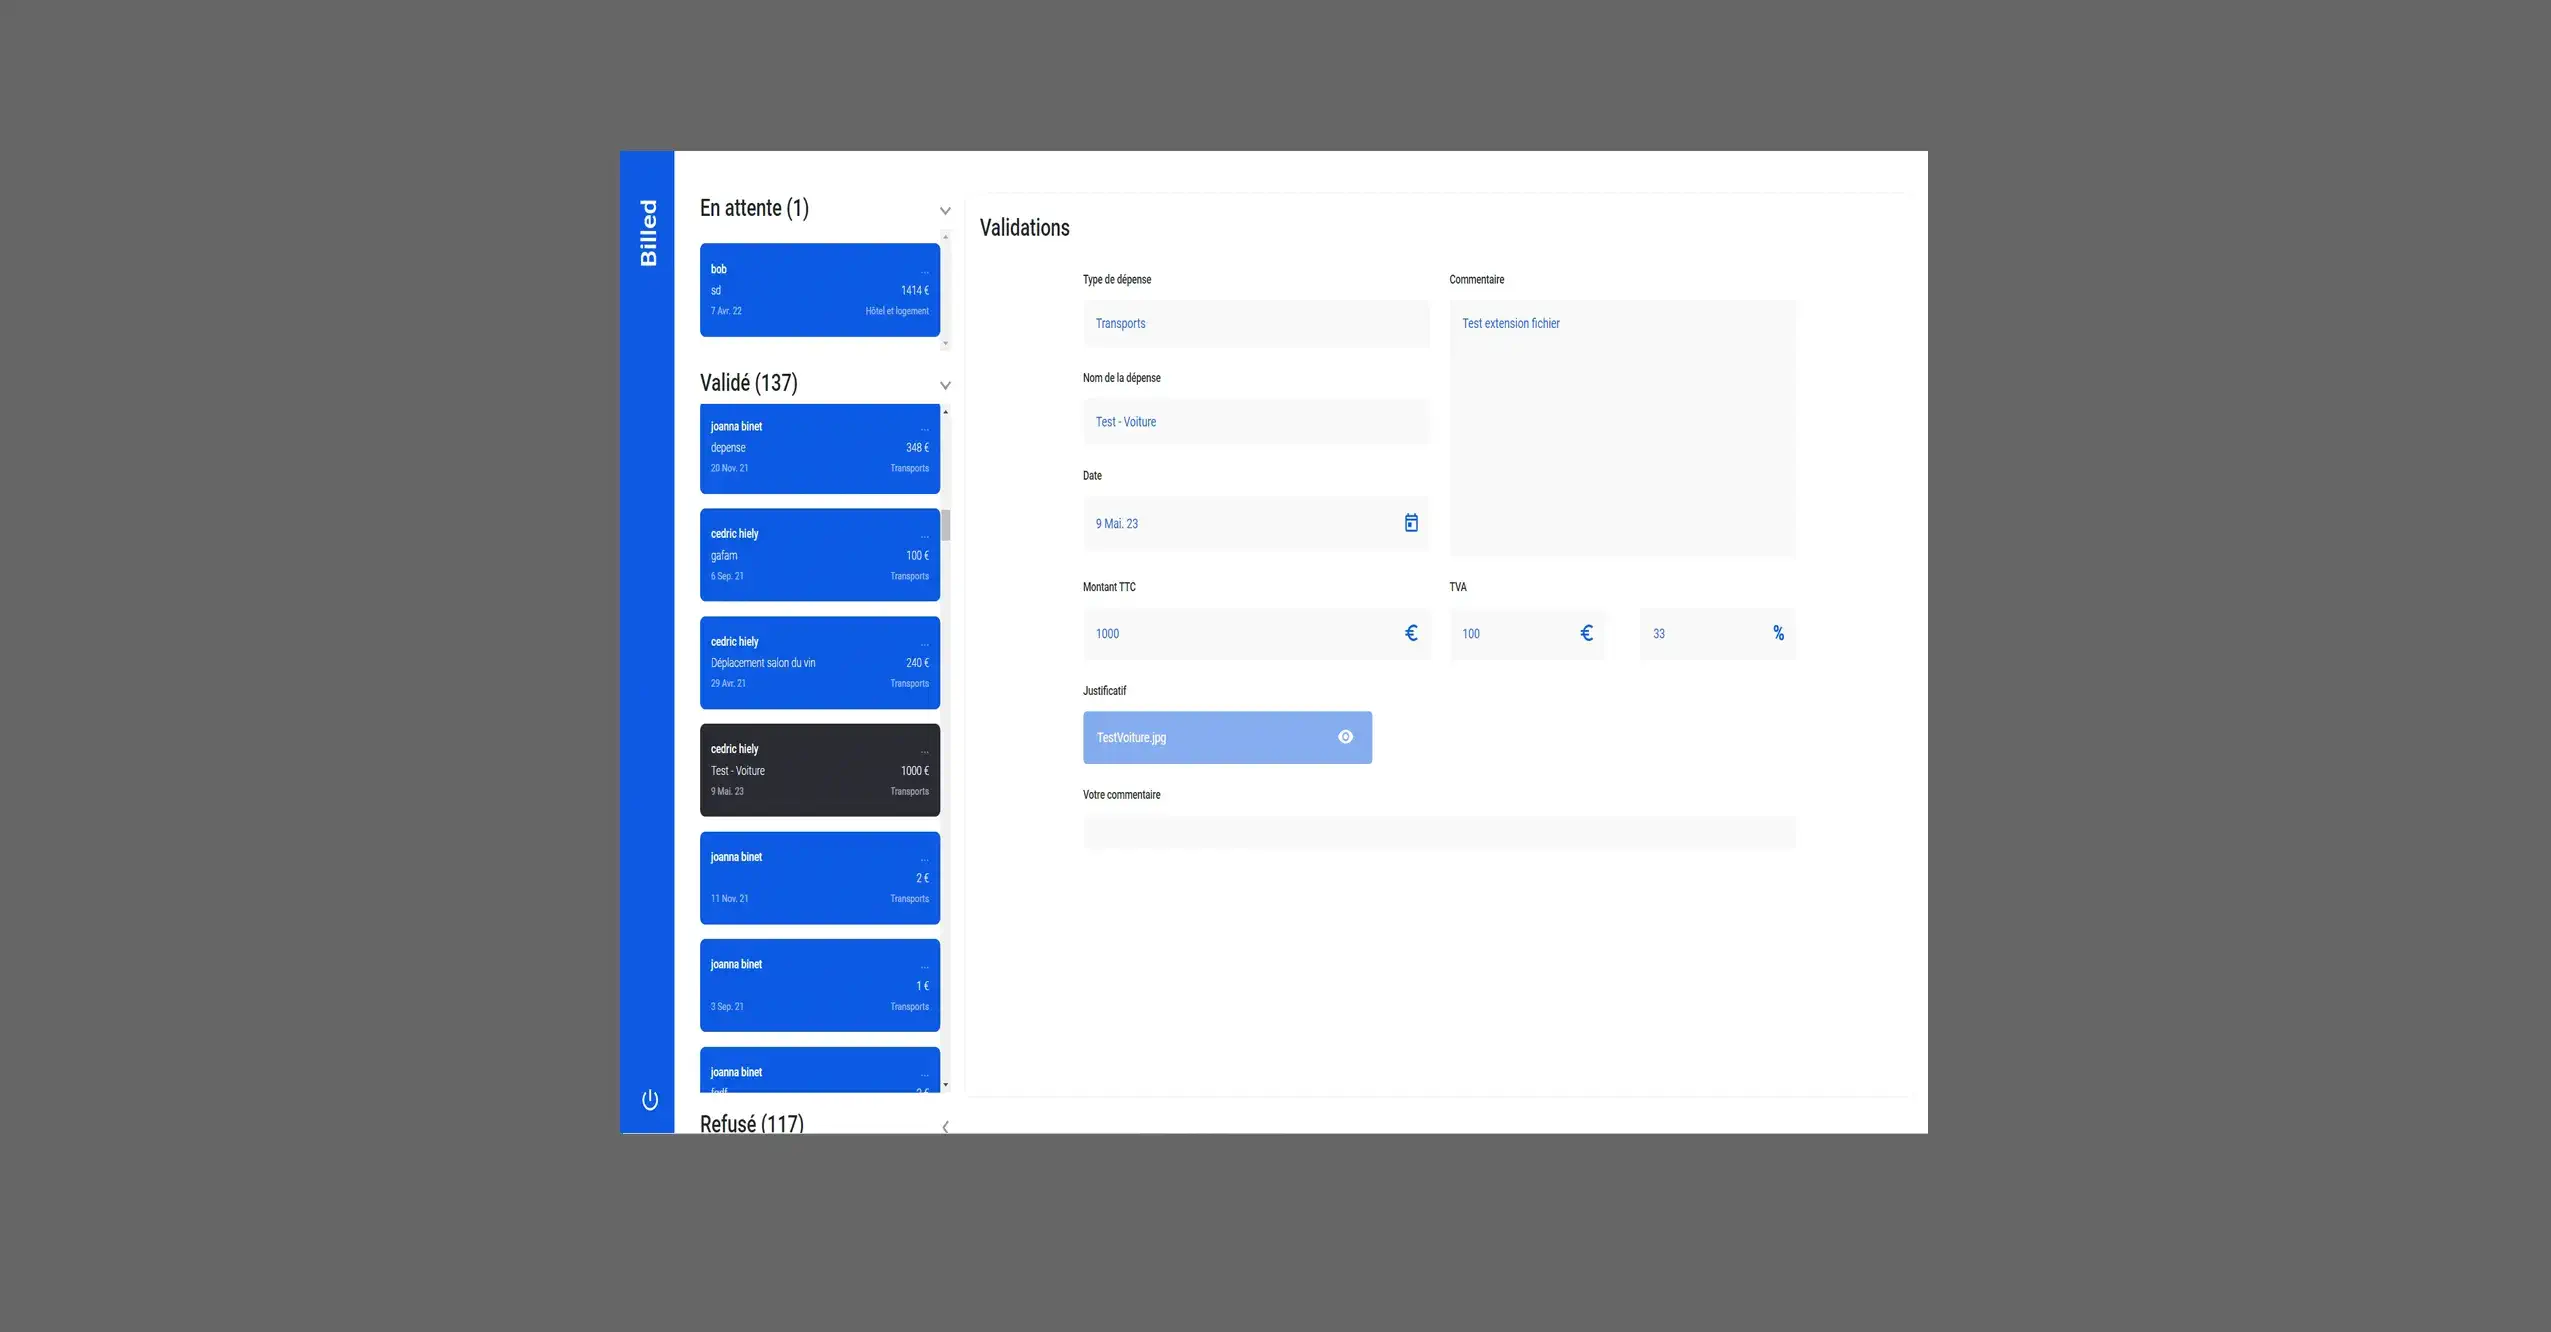 Billed
En attente (1)
bob
...
sd
1414 €
7 Avr. 22
Hôtel et logement
Validé (137)
joanna binet
...
depense
348 €
20 Nov. 21
Transports
cedric hiely
...
gafam
100 €
6 Sep. 21
Transports
cedric hiely
...
Déplacement salon du vin
240 €
29 Avr. 21
Transports
cedric hiely
...
Test - Voiture
1000 €
9 Mai. 23
Transports
joanna binet
...
2 €
11 Nov. 21
Transports
joanna binet
...
1 €
3 Sep. 21
Transports
joanna binet
...
Refusé (117)
Validations
Type de dépense
Transports
Nom de la dépense
Test - Voiture
Date
9 Mai. 23
Commentaire
Test extension fichier
Montant TTC
1000 €
TVA
100 €
33 %
Justificatif
TestVoiture.jpg
Votre commentaire